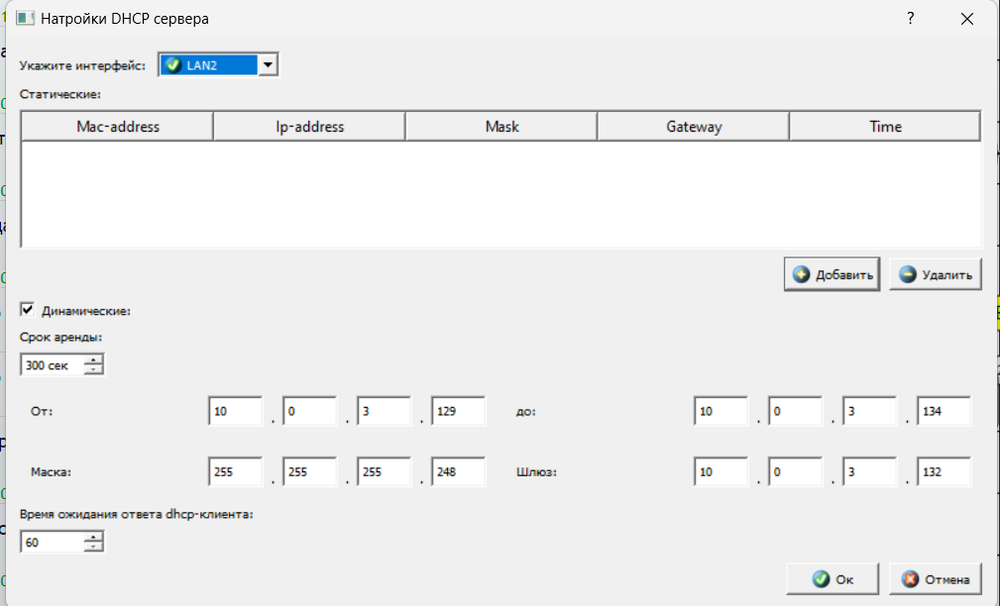 Натройки DHCP сервера
?
Укажите интерфейс: LAN2
Статические:
Mac-address Ip-address Mask Gateway Time
Добавить Удалить
Динамические:
Срок аренды:
300 сек
От: 10 . 0 . 3 . 129 до: 10 . 0 . 3 . 134
Маска: 255 . 255 . 255 . 248 Шлюз: 10 . 0 . 3 . 132
Время ожидания ответа dhcp-клиента:
60
Ок Отмена